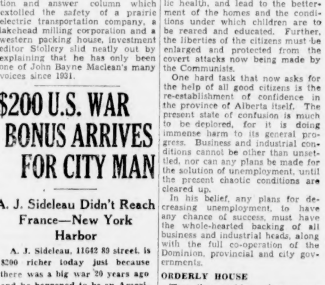 tion and answer column which
extolled the safety of a prairie
electric transportation company, a
lakehead milling corporation and a
western packing house, investment
editor Stollery slid neatly out by
explaining that he has only been
one of John Bayne Maclean's many
voices since 1931.
$200 U.S. WAR
BONUS ARRIVES
FOR CITY MAN
A. J. Sideleau Didn't Reach
France—New York
Harbor
A. J. Sideleau, 11642 89 street, is
$200 richer today just because
there was a big war 20 years ago
lic health, and lead to the better-
ment of the homes and the condi-
tions under which children are to
be reared and educated. Further,
the liberties of the citizens must be
enlarged and protected from the
covert attacks now being made by
the Communists.
One hard task that now asks for
the help of all good citizens is the
re-establishment of confidence in
the province of Alberta itself. The
present state of confusion is much
to be deplored, for it is doing
immense harm to its general pro-
gress. Business and industrial con-
ditions cannot be other than unset-
tled, nor can any plans be made for
the solution of unemployment, until
the present chaotic conditions are
cleared up.
In his belief, any plans for de-
creasing unemployment, to have
any chance of success, must have
the whole-hearted backing of all
business and industrial heads, along
with the full co-operation of the
Dominion, provincial and city gov-
ernments.
ORDERLY HOUSE